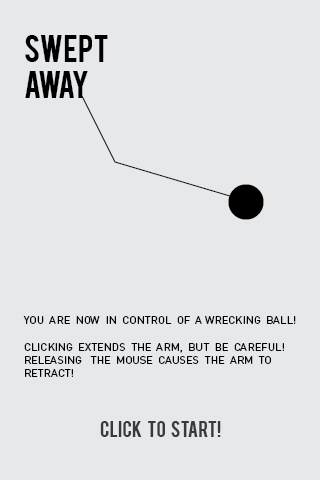 SWEPT
AWAY
YOU ARE NOW IN CONTROL OF A WRECKING BALL!
CLICKING EXTENDS THE ARM, BUT BE CAREFUL!
RELEASING THE MOUSE CAUSES THE ARM TO
RETRACT!
CLICK TO START!